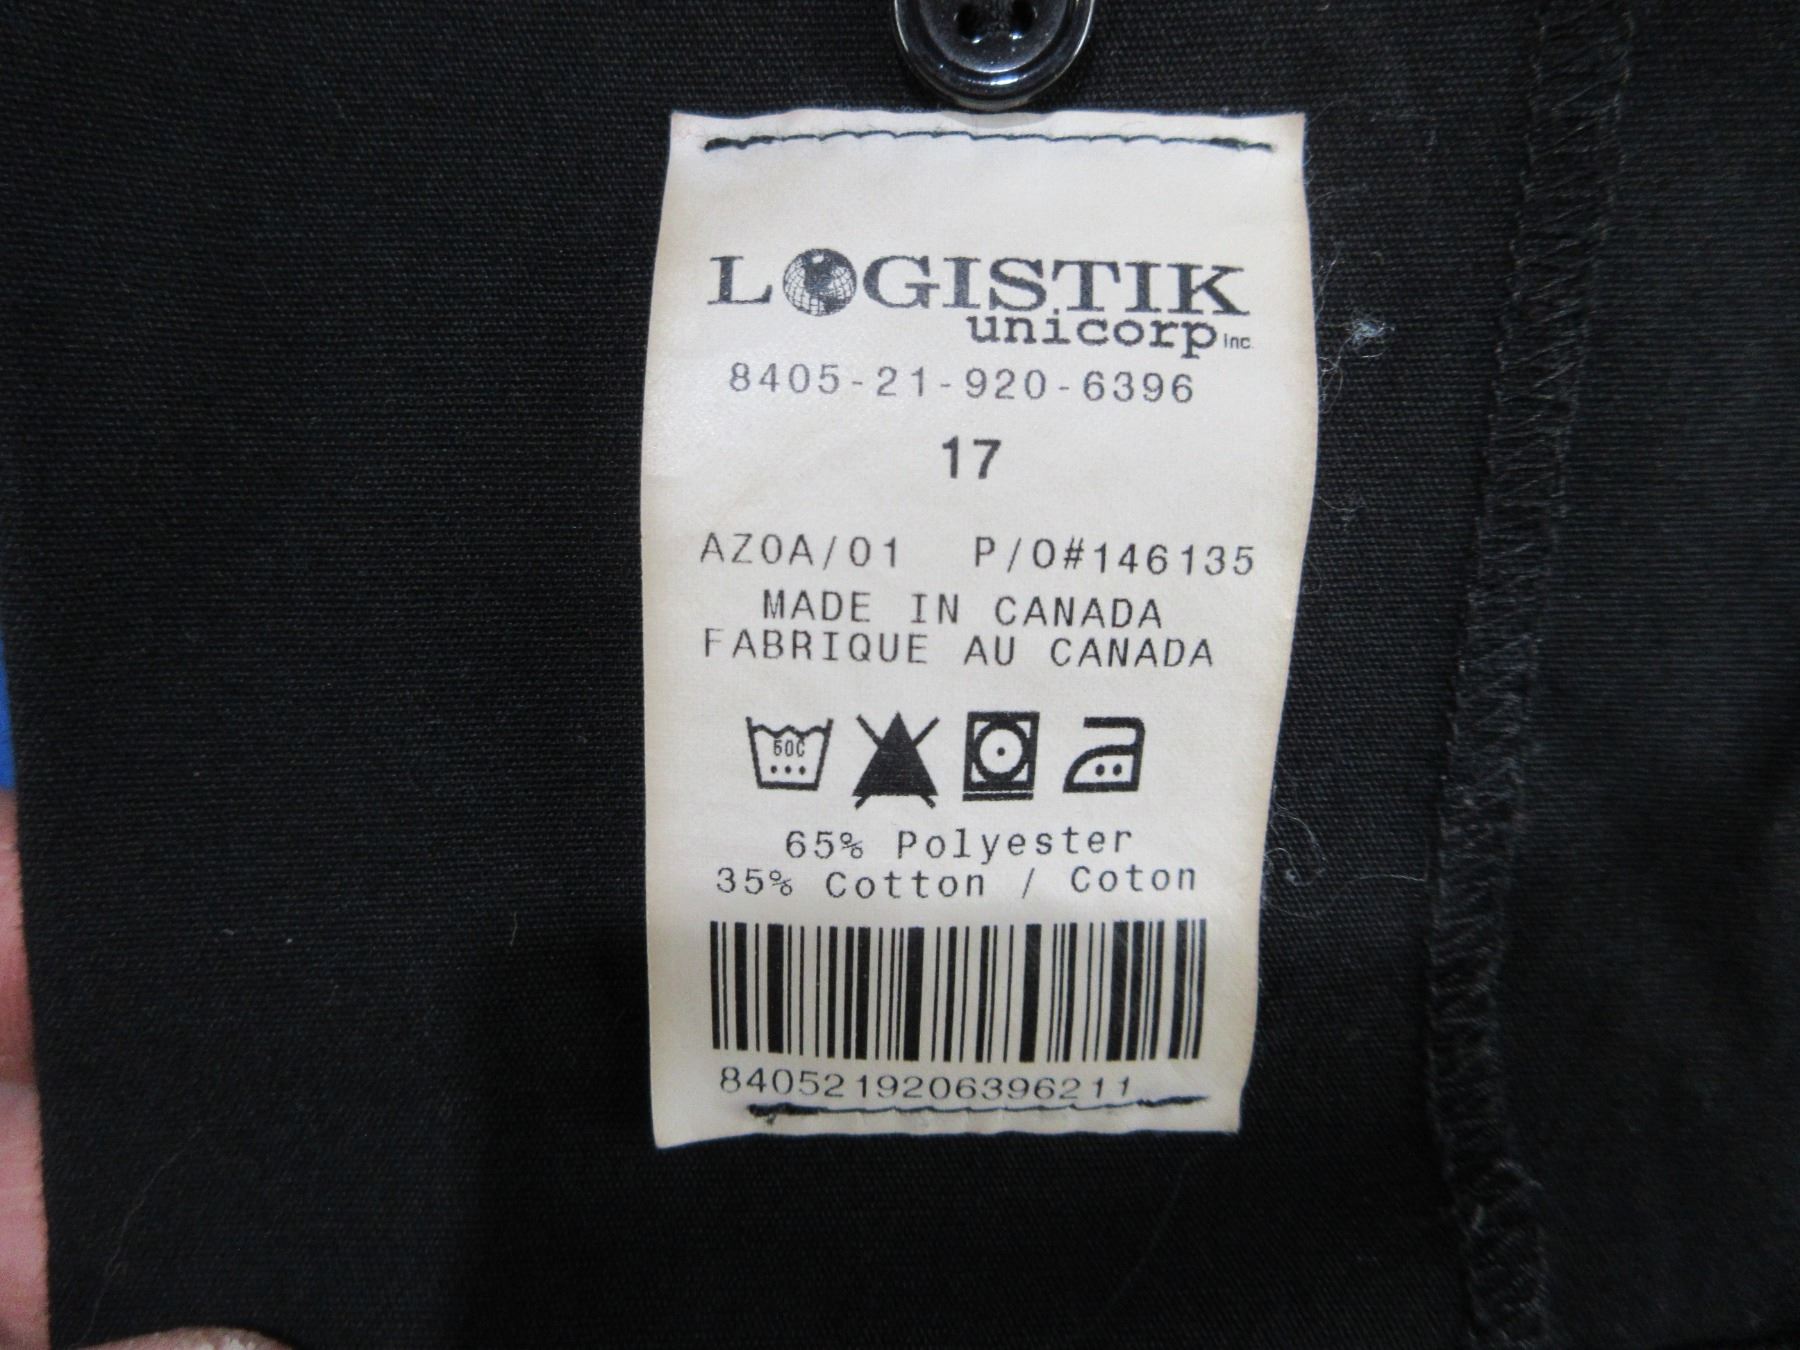 LOGISTIK
unicorp inc.
8405-21-920-6396
17
AZ0A/01 P/O#146135
MADE IN CANADA
FABRIQUE AU CANADA
50C
65% Polyester
35% Cotton / Coton
8405219206396211